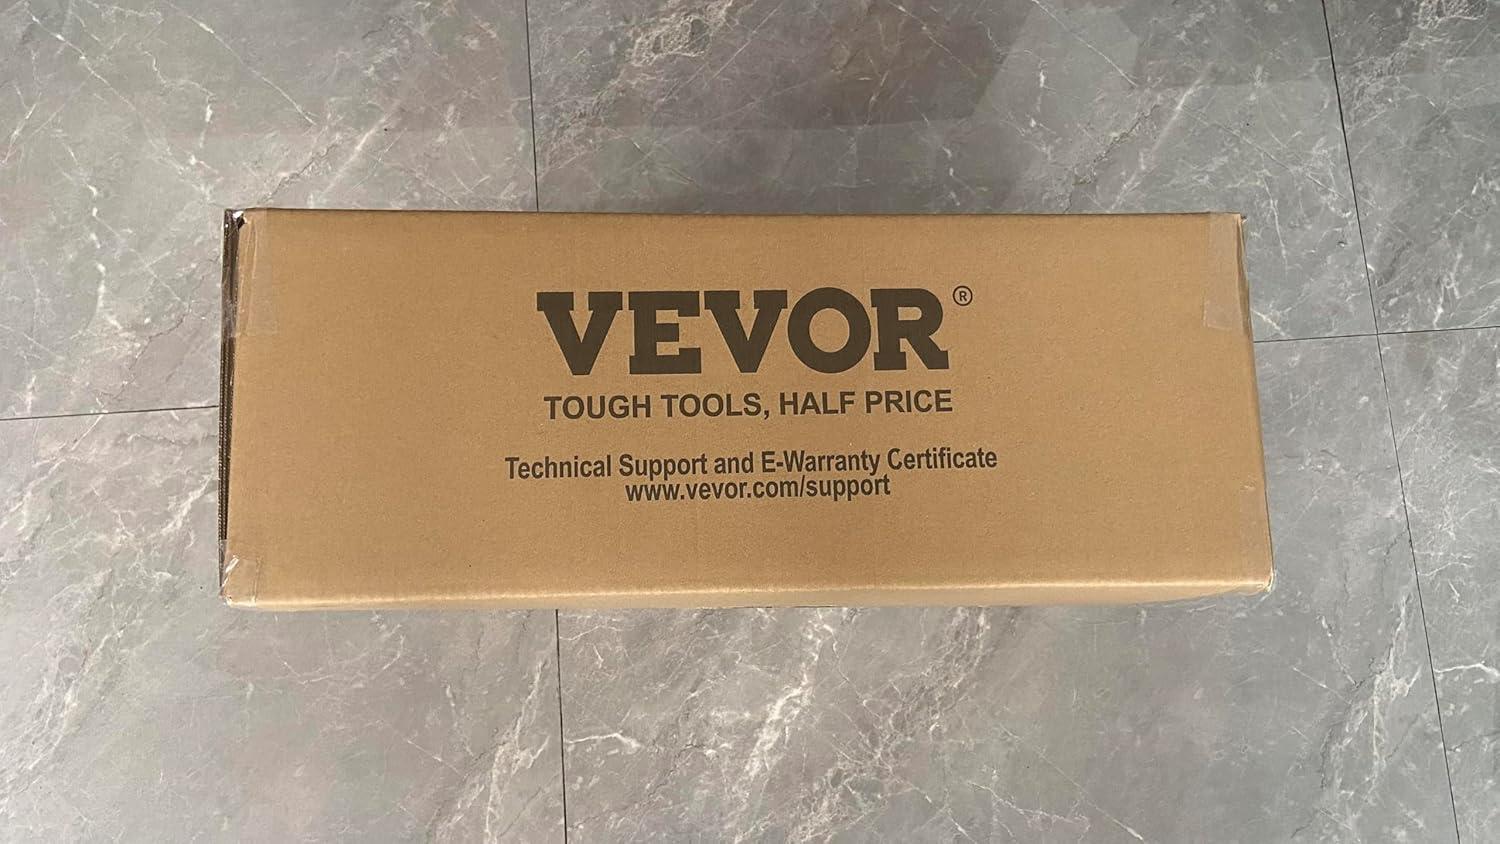 VEVOR®
TOUGH TOOLS, HALF PRICE
Technical Support and E-Warranty Certificate
www.vevor.com/support